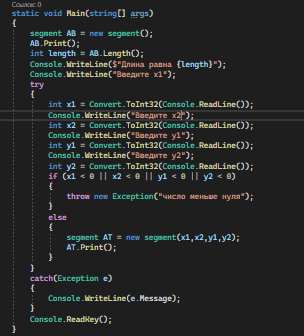 Ссылок: 0
static void Main(string[] args)
{
segment AB = new segment();
AB.Print();
int length = AB.Length();
Console.WriteLine($"Длина равна {length}");
Console.WriteLine("Введите x1");
try
{
int x1 = Convert.ToInt32(Console.ReadLine());
Console.WriteLine("Введите x2");
int x2 = Convert.ToInt32(Console.ReadLine());
Console.WriteLine("Введите y1");
int y1 = Convert.ToInt32(Console.ReadLine());
Console.WriteLine("Введите y2");
int y2 = Convert.ToInt32(Console.ReadLine());
if (x1 < 0 || x2 < 0 || y1 < 0 || y2 < 0)
{
throw new Exception("число меньше нуля");
}
else
{
segment AT = new segment(x1,x2,y1,y2);
AT.Print();
}
}
catch(Exception e)
{
Console.WriteLine(e.Message);
}
Console.ReadKey();
}